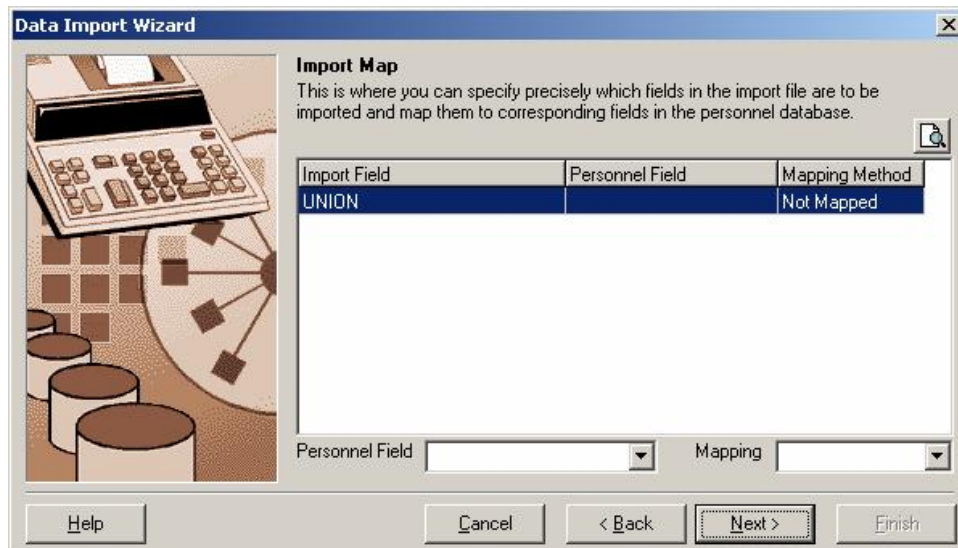 Data Import Wizard
Import Map
This is where you can specify precisely which fields in the import file are to be
imported and map them to corresponding fields in the personnel database.
Import Field Personnel Field Mapping Method
UNION Not Mapped
Personnel Field Mapping
Help Cancel < Back Next > Finish